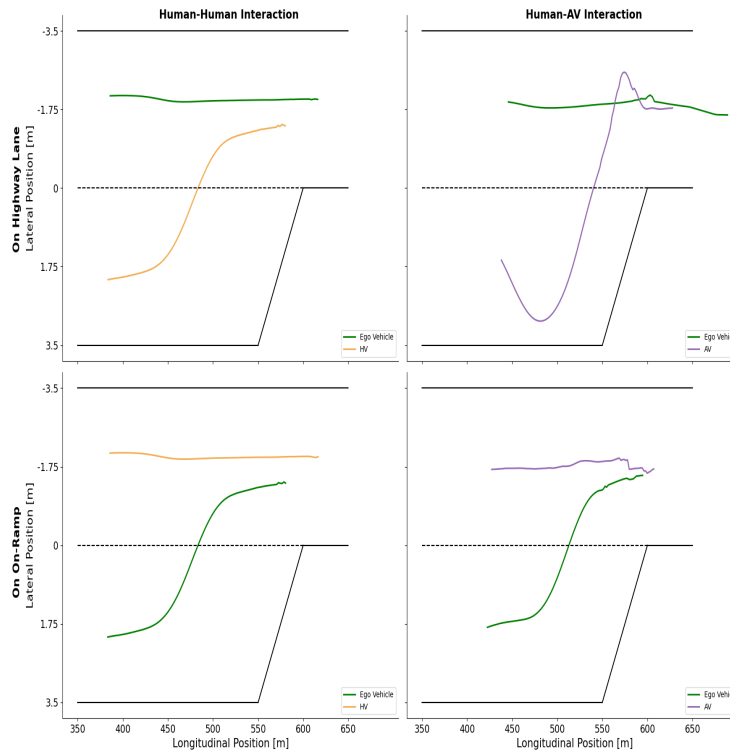 Human-Human Interaction
Human-AV Interaction
On Highway Lane
Lateral Position [m]
-3.5
-1.75
0
1.75
3.5
Ego Vehicle
HV
Ego Vehi
AV
On On-Ramp
Lateral Position [m]
-3.5
-1.75
0
1.75
3.5
Ego Vehicle
HV
Ego Vehi
AV
350 400 450 500 550 600 650
Longitudinal Position [m]
350 400 450 500 550 600 650
Longitudinal Position [m]